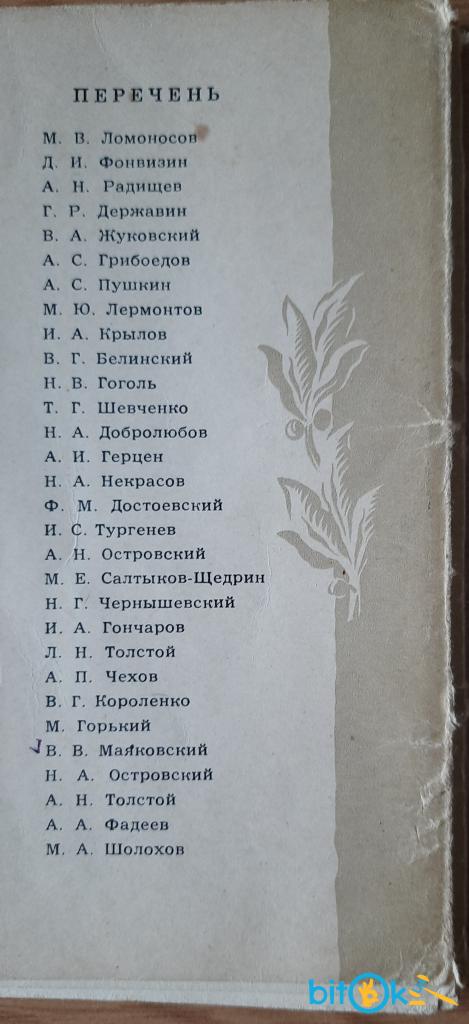 ПЕРЕЧЕНЬ
М. В. Ломоносов
Д. И. Фонвизин
А. Н. Радищев
Г. Р. Державин
В. А. Жуковский
А. С. Грибоедов
А. С. Пушкин
М. Ю. Лермонтов
И. А. Крылов
В. Г. Белинский
Н. В. Гоголь
Т. Г. Шевченко
Н. А. Добролюбов
А. И. Герцен
Н. А. Некрасов
Ф. М. Достоевский
И. С. Тургенев
А. Н. Островский
М. Е. Салтыков-Щедрин
Н. Г. Чернышевский
И. А. Гончаров
Л. Н. Толстой
А. П. Чехов
В. Г. Короленко
М. Горький
В. В. Маяковский
Н. А. Островский
А. Н. Толстой
А. А. Фадеев
М. А. Шолохов
bitOk